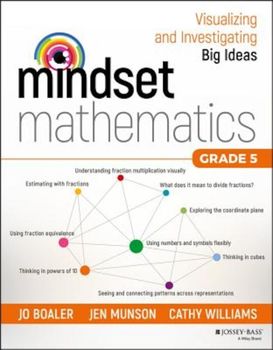 Visualizing and
Investigating
Big Ideas
mindset
mathematics
GRADE 5
Understanding fraction multiplication visually
Estimating with fractions
What does it mean to divide fractions?
Exploring the coordinate plane
Using fraction equivalence
Using numbers and symbols flexibly
Thinking in cubes
Thinking in powers of 10
Seeing and connecting patterns across representations
JO BOALER JEN MUNSON CATHY WILLIAMS
JOSSEY-BASS
A Wiley Brand